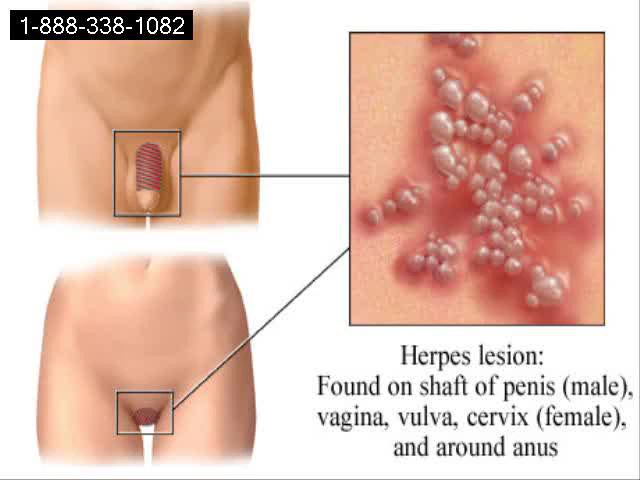 1-888-338-1082
Herpes lesion:
Found on shaft of penis (male),
vagina, vulva, cervix (female),
and around anus